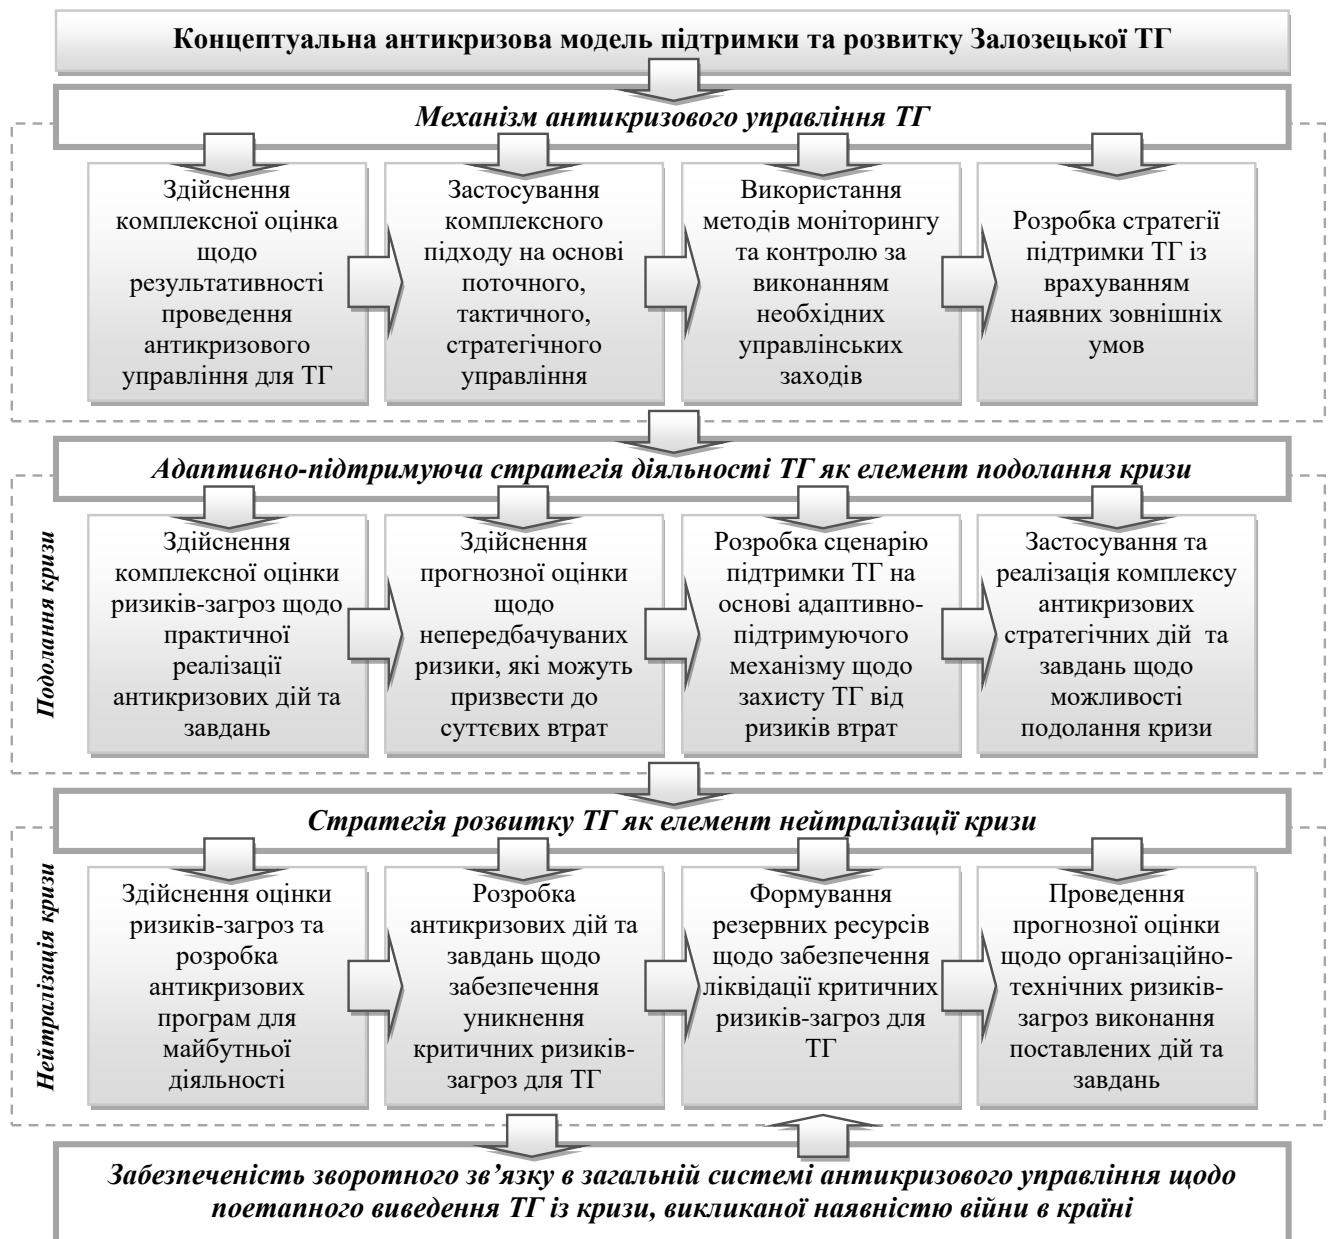 Концептуальна антикризова модель підтримки та розвитку Залозецької ТГ
Механізм антикризового управління ТГ
Здійснення
комплексної оцінка
щодо
результативності
проведення
антикризового
управління для ТГ
Застосування
комплексного
підходу на основі
поточного,
тактичного,
стратегічного
управління
Використання
методів моніторингу
та контролю за
виконанням
необхідних
управлінських
заходів
Розробка стратегії
підтримки ТГ із
врахуванням
наявних зовнішніх
умов
Адаптивно-підтримуюча стратегія діяльності ТГ як елемент подолання кризи
Подолання кризи
Здійснення
комплексної оцінки
ризиків-загроз щодо
практичної
реалізації
антикризових дій та
завдань
Здійснення
прогнозної оцінки
щодо
непередбачуваних
ризики, які можуть
призвести до
суттєвих втрат
Розробка сценарію
підтримки ТГ на
основі адаптивно-
підтримуючого
механізму щодо
захисту ТГ від
ризиків втрат
Застосування та
реалізація комплексу
антикризових
стратегічних дій та
завдань щодо
можливості
подолання кризи
Стратегія розвитку ТГ як елемент нейтралізації кризи
Нейтралізація кризи
Здійснення оцінки
ризиків-загроз та
розробка
антикризових
програм для
майбутньої
діяльності
Розробка
антикризових дій та
завдань щодо
забезпечення
уникнення
критичних ризиків-
загроз для ТГ
Формування
резервних ресурсів
щодо забезпечення
ліквідації критичних
ризиків-загроз для
ТГ
Проведення
прогнозної оцінки
щодо організаційно-
технічних ризиків-
загроз виконання
поставлених дій та
завдань
Забезпеченість зворотного зв’язку в загальній системі антикризового управління щодо
поетапного виведення ТГ із кризи, викликаної наявністю війни в країні